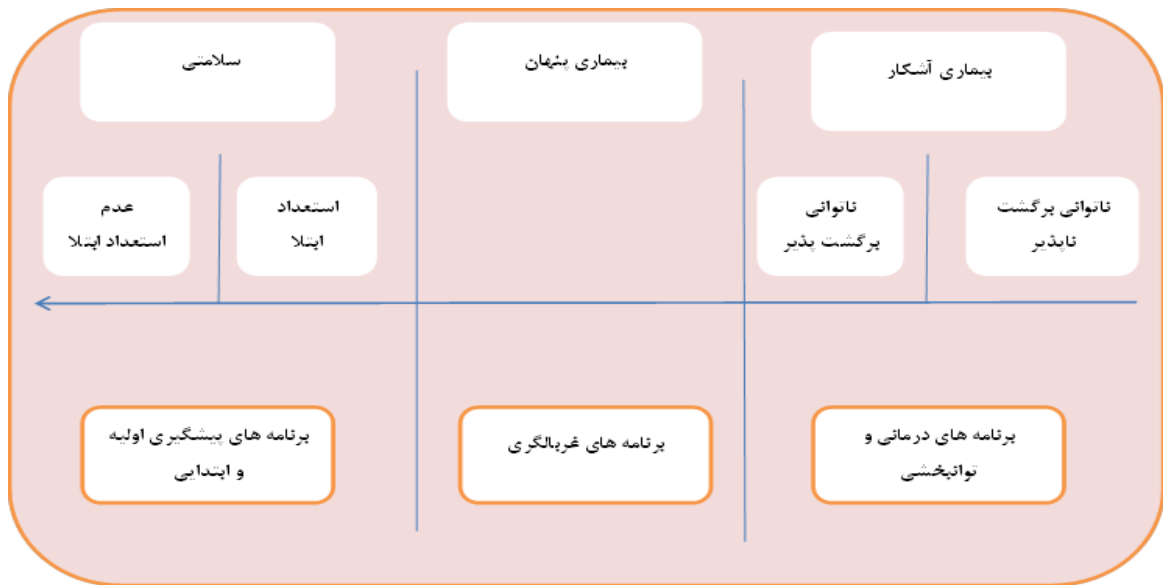 بیماری آشکار
بیماری پنهان
سلامتی
ناتوانی برگشت
ناپذیر
ناتوانی
برگشت پذیر
استعداد
ابتلا
عدم
استعداد ابتلا
برنامه های درمانی و
توانبخشی
برنامه های غربالگری
برنامه های پیشگیری اولیه
و ابتدایی